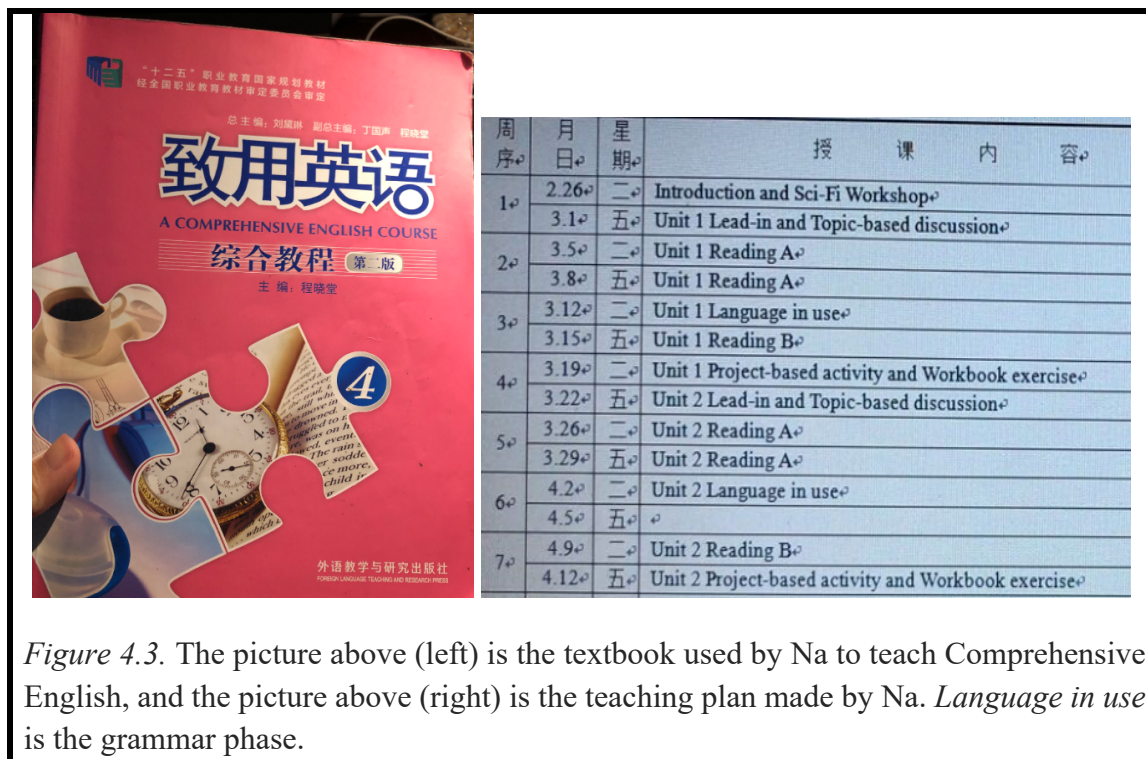 "十二五"职业教育国家规划教材
经全国职业教育教材审定委员会审定
总主编：刘黛琳 副总主编：丁国声 程晓堂
致用英语
A COMPREHENSIVE ENGLISH COURSE
综合教程 第二版
主 编：程晓堂
4
外语教学与研究出版社
FOREIGN LANGUAGE TEACHING AND RESEARCH PRESS
周序 月日 星期 授 课 内 容
1 2.26 二 Introduction and Sci-Fi Workshop
3.1 五 Unit 1 Lead-in and Topic-based discussion
2 3.5 二 Unit 1 Reading A
3.8 五 Unit 1 Reading A
3 3.12 二 Unit 1 Language in use
3.15 五 Unit 1 Reading B
4 3.19 二 Unit 1 Project-based activity and Workbook exercise
3.22 五 Unit 2 Lead-in and Topic-based discussion
5 3.26 二 Unit 2 Reading A
3.29 五 Unit 2 Reading A
6 4.2 二 Unit 2 Language in use
4.5 五
7 4.9 二 Unit 2 Reading B
4.12 五 Unit 2 Project-based activity and Workbook exercise
Figure 4.3. The picture above (left) is the textbook used by Na to teach Comprehensive
English, and the picture above (right) is the teaching plan made by Na. Language in use
is the grammar phase.